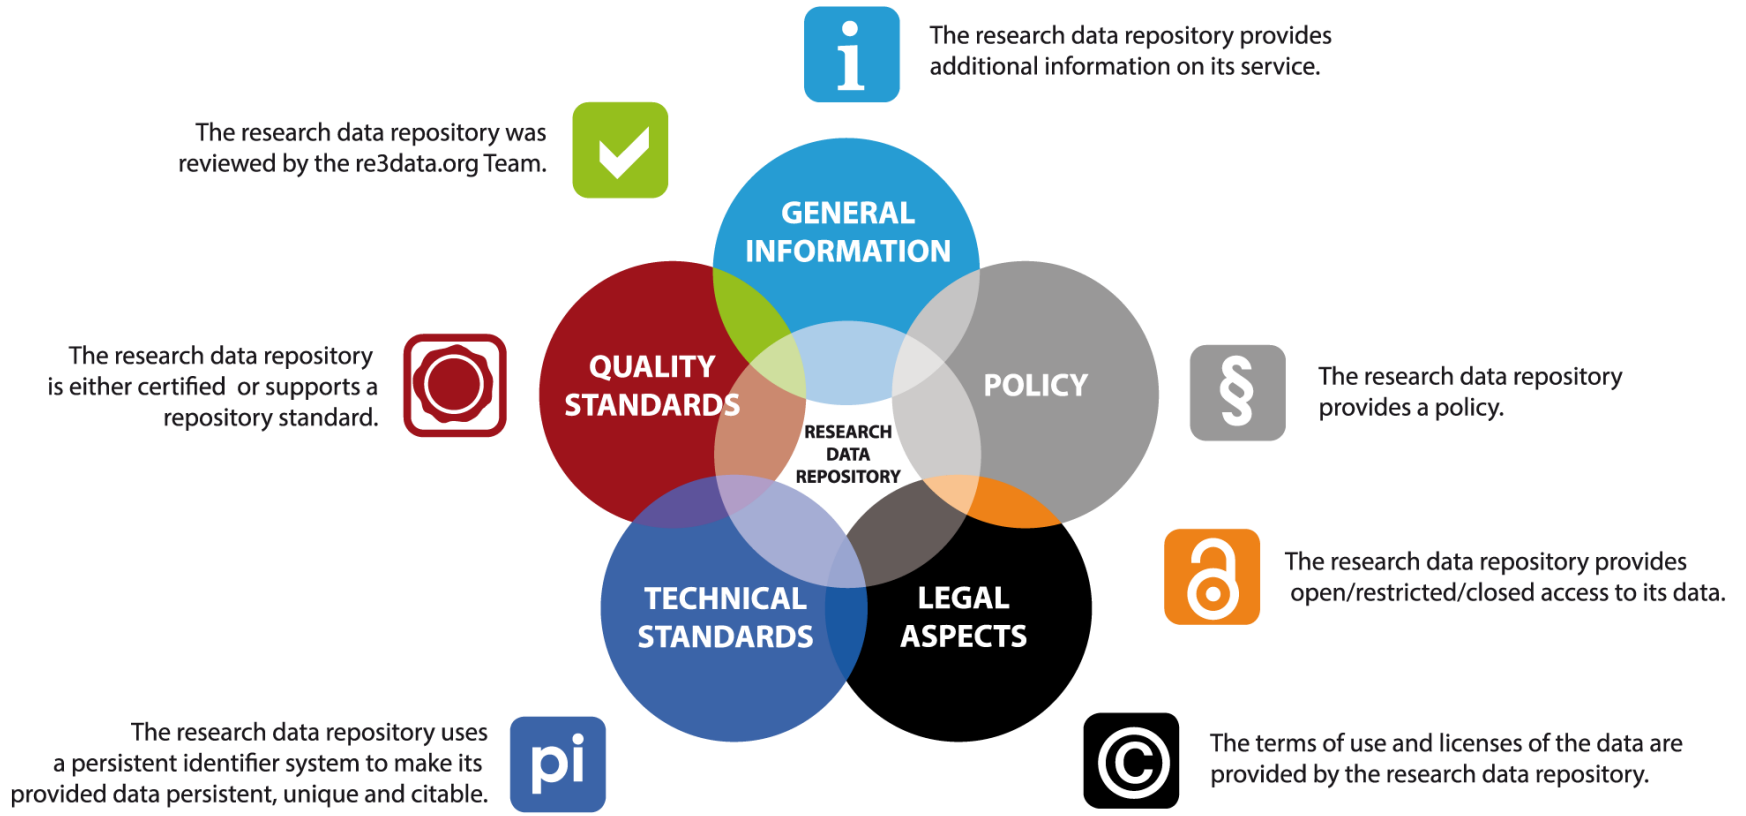 i
The research data repository provides
additional information on its service.
The research data repository was
reviewed by the re3data.org Team.
GENERAL
INFORMATION
The research data repository
is either certified or supports a
repository standard.
QUALITY
STANDARDS
POLICY
§
The research data repository
provides a policy.
RESEARCH
DATA
REPOSITORY
The research data repository provides
open/restricted/closed access to its data.
TECHNICAL
STANDARDS
LEGAL
ASPECTS
The research data repository uses
a persistent identifier system to make its
provided data persistent, unique and citable.
pi
©
The terms of use and licenses of the data are
provided by the research data repository.